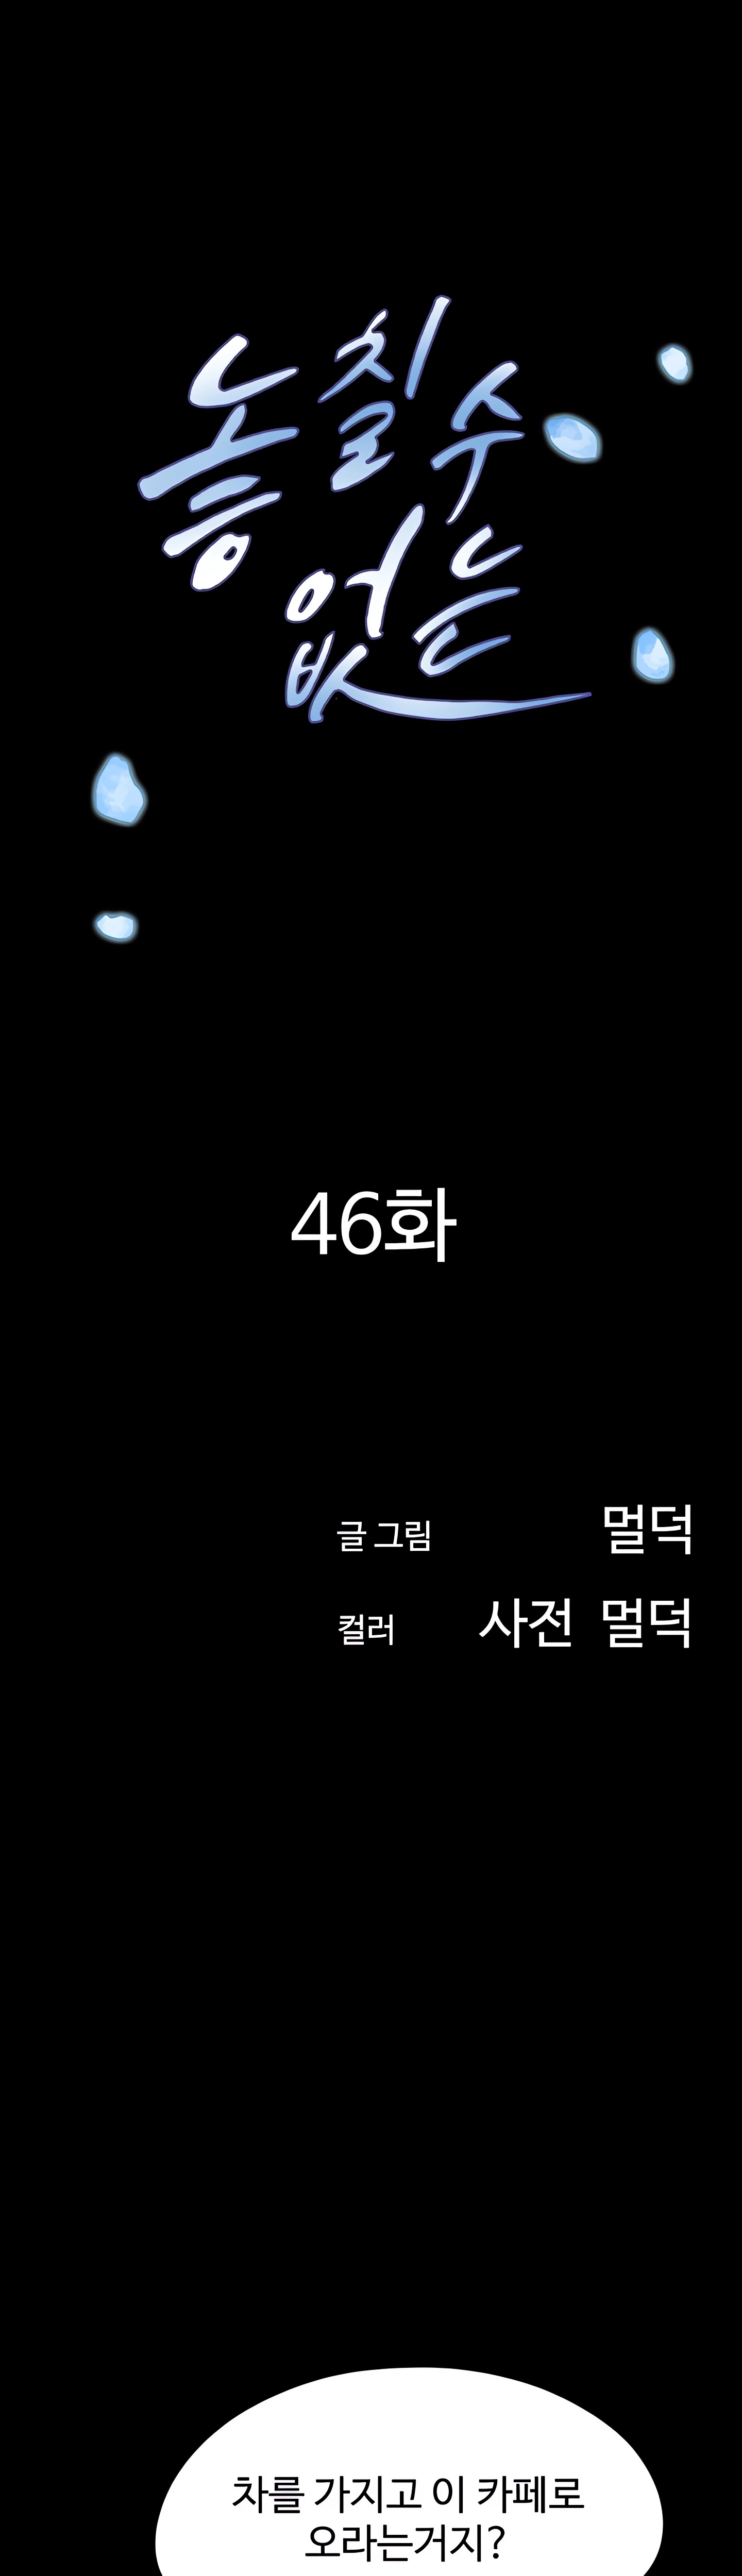 놓칠 수
없는
46화
글 그림 멀덕
컬러 사전 멀덕
차를 가지고 이 카페로
오라는거지?